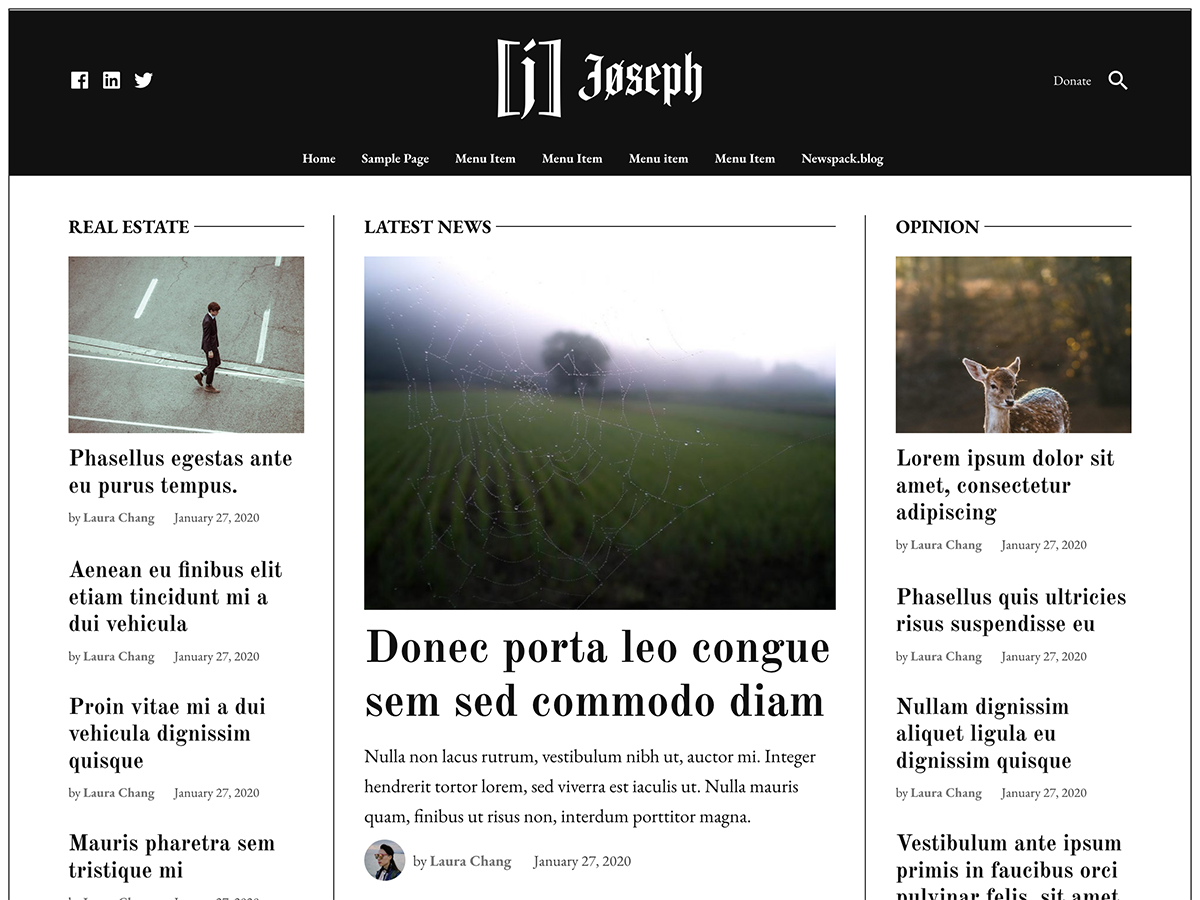 [j] Jøseph
Donate
Home Sample Page Menu Item Menu Item Menu item Menu Item Newspack.blog
REAL ESTATE
Phasellus egestas ante
eu purus tempus.
by Laura Chang January 27, 2020
Aenean eu finibus elit
etiam tincidunt mi a
dui vehicula
by Laura Chang January 27, 2020
Proin vitae mi a dui
vehicula dignissim
quisque
by Laura Chang January 27, 2020
Mauris pharetra sem
tristique mi
LATEST NEWS
Donec porta leo congue
sem sed commodo diam
Nulla non lacus rutrum, vestibulum nibh ut, auctor mi. Integer
hendrerit tortor lorem, sed viverra est iaculis ut. Nulla mauris
quam, finibus ut risus non, interdum porttitor magna.
by Laura Chang January 27, 2020
OPINION
Lorem ipsum dolor sit
amet, consectetur
adipiscing
by Laura Chang January 27, 2020
Phasellus quis ultricies
risus suspendisse eu
by Laura Chang January 27, 2020
Nullam dignissim
aliquet ligula eu
dignissim quisque
by Laura Chang January 27, 2020
Vestibulum ante ipsum
primis in faucibus orci
pulvinar felis, sit amet